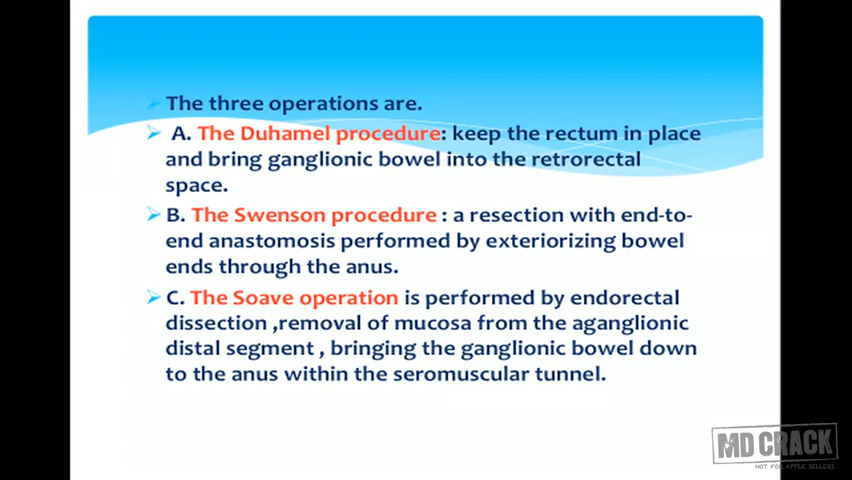 The three operations are.
A. The Duhamel procedure: keep the rectum in place
and bring ganglionic bowel into the retrorectal
space.
B. The Swenson procedure : a resection with end-to-
end anastomosis performed by exteriorizing bowel
ends through the anus.
C. The Soave operation is performed by endorectal
dissection ,removal of mucosa from the aganglionic
distal segment , bringing the ganglionic bowel down
to the anus within the seromuscular tunnel.
MD CRACK
NOT FOR APPLE SELLERS